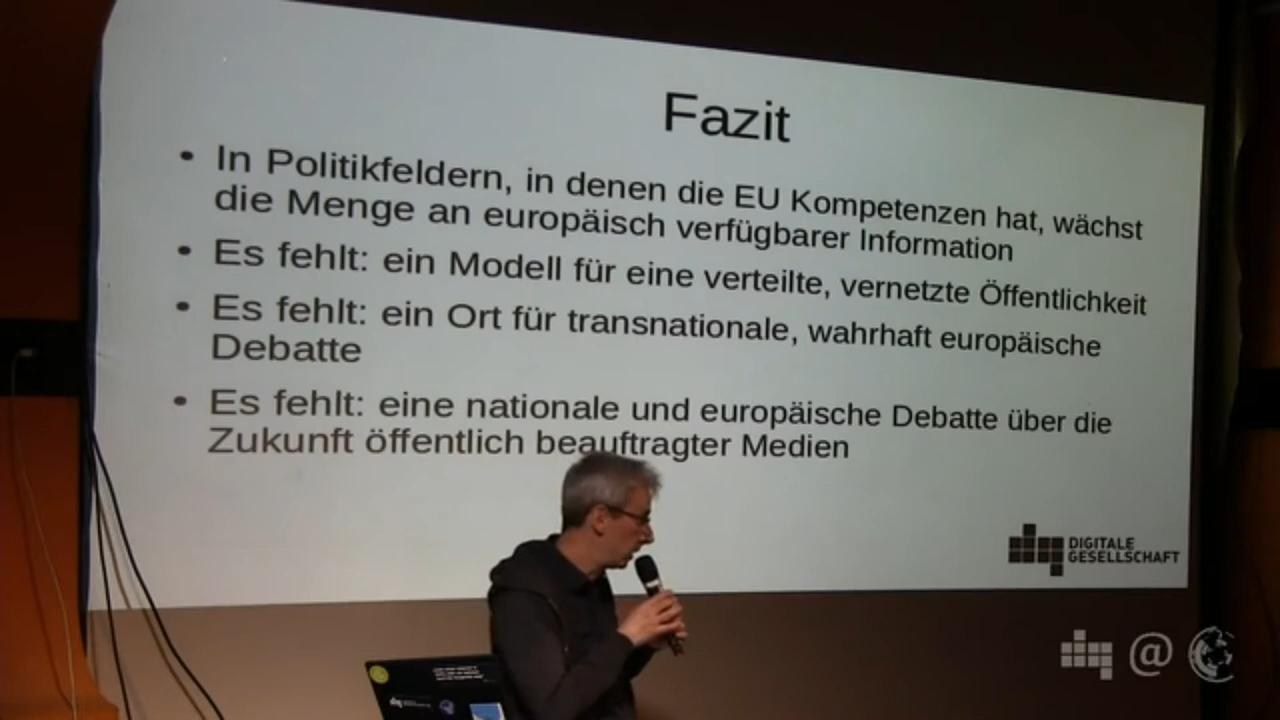 Fazit
• In Politikfeldern, in denen die EU Kompetenzen hat, wächst
die Menge an europäisch verfügbarer Information
• Es fehlt: ein Modell für eine verteilte, vernetzte Öffentlichkeit
• Es fehlt: ein Ort für transnationale, wahrhaft europäische
Debatte
• Es fehlt: eine nationale und europäische Debatte über die
Zukunft öffentlich beauftragter Medien
DIGITALE
GESELLSCHAFT
@